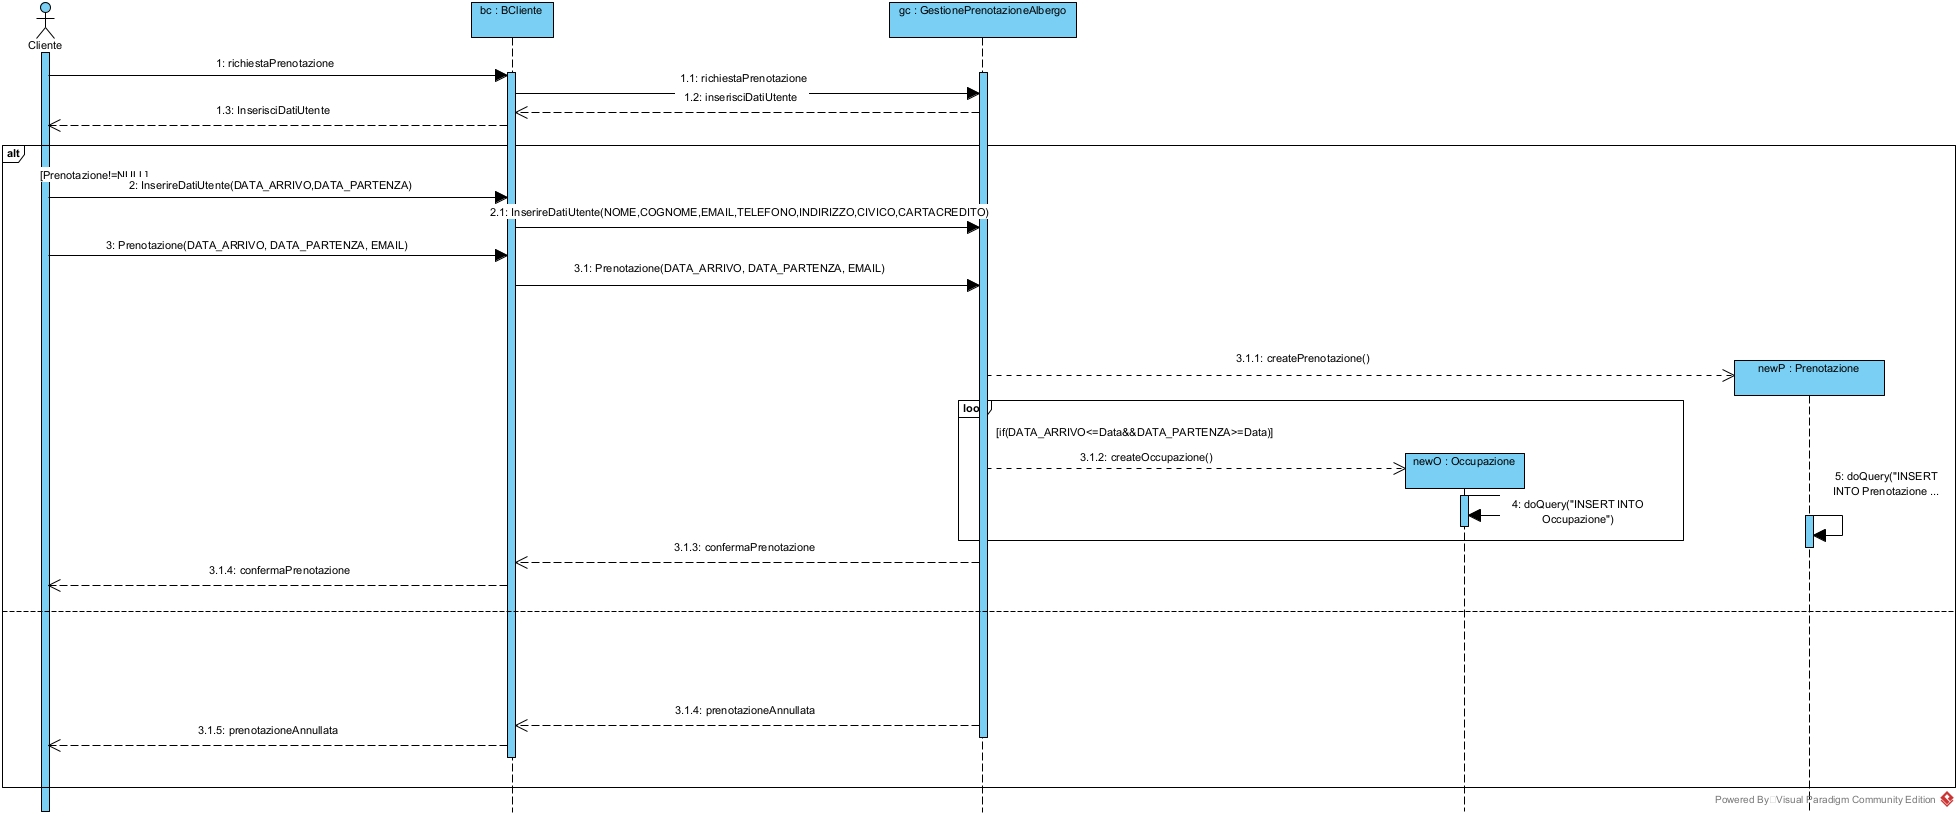 bc : BCliente
gc : GestionePrenotazioneAlbergo
Cliente
1: richiestaPrenotazione
1.1: richiestaPrenotazione
1.2: inserisciDatiUtente
1.3: InserisciDatiUtente
alt
[Prenotazione!=NULL]
2: InserireDatiUtente(DATA_ARRIVO,DATA_PARTENZA)
2.1: InserireDatiUtente(NOME,COGNOME,EMAIL,TELEFONO,INDIRIZZO,CIVICO,CARTACREDITO)
3: Prenotazione(DATA_ARRIVO, DATA_PARTENZA, EMAIL)
3.1: Prenotazione(DATA_ARRIVO, DATA_PARTENZA, EMAIL)
3.1.1: createPrenotazione()
newP : Prenotazione
loo
[if(DATA_ARRIVO<=Data&&DATA_PARTENZA>=Data)]
3.1.2: createOccupazione()
newO : Occupazione
5: doQuery("INSERT
INTO Prenotazione ...
4: doQuery("INSERT INTO
Occupazione")
3.1.3: confermaPrenotazione
3.1.4: confermaPrenotazione
3.1.4: prenotazioneAnnullata
3.1.5: prenotazioneAnnullata
Powered By Visual Paradigm Community Edition